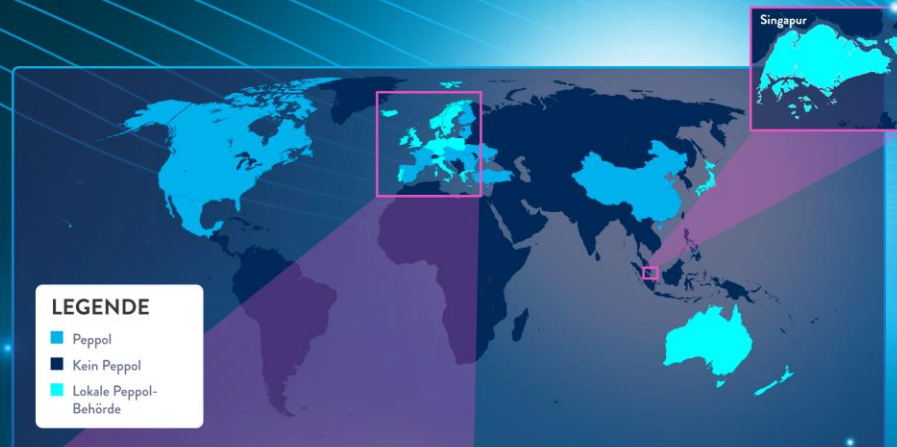 Singapur
LEGENDE
Peppol
Kein Peppol
Lokale Peppol-
Behörde